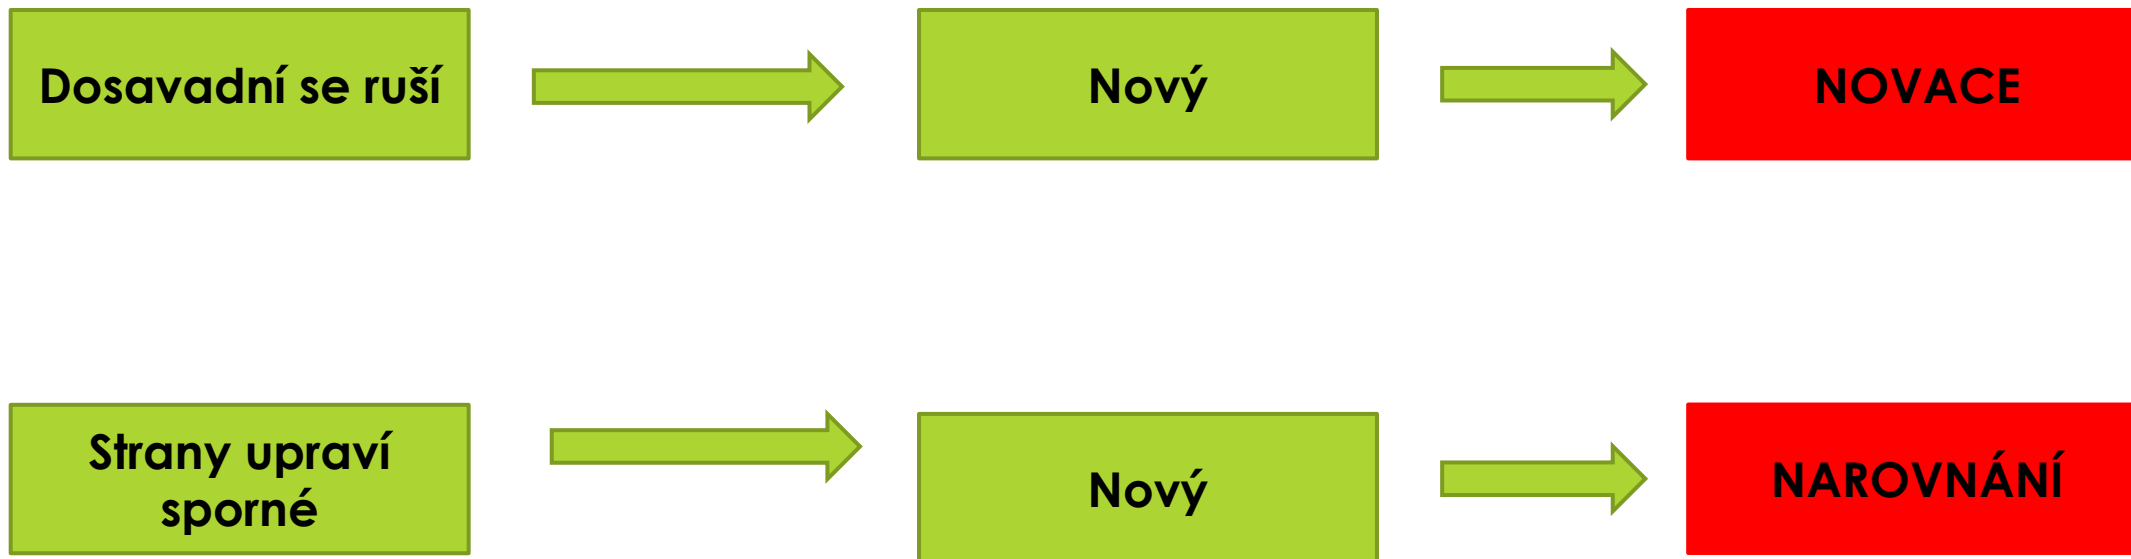 Dosavadní se ruší
Nový
NOVACE
Strany upraví
sporné
Nový
NAROVNÁNÍ